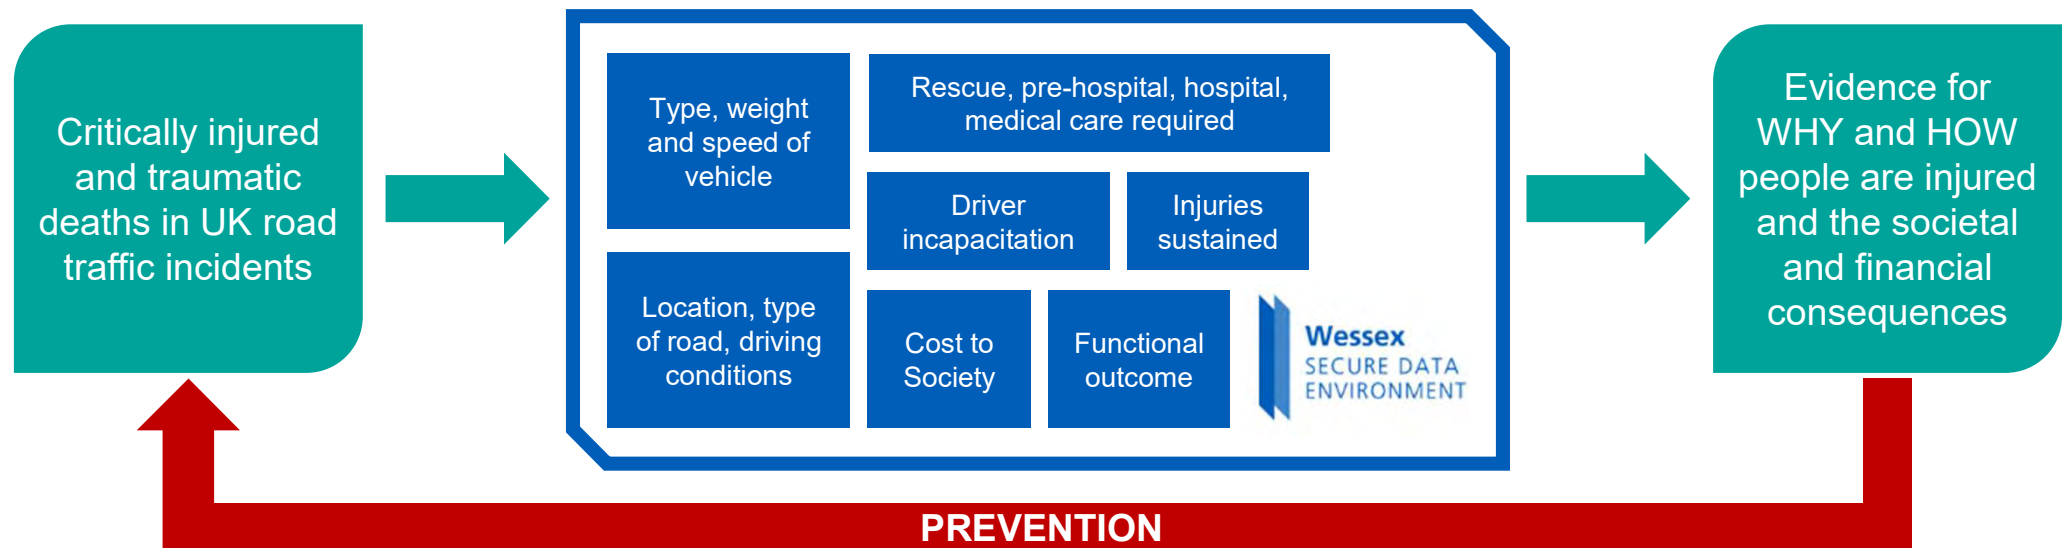 Critically injured
and traumatic
deaths in UK road
traffic incidents
Type, weight
and speed of
vehicle
Rescue, pre-hospital, hospital,
medical care required
Driver
incapacitation
Injuries
sustained
Location, type
of road, driving
conditions
Cost to
Society
Functional
outcome
Wessex
SECURE DATA
ENVIRONMENT
Evidence for
WHY and HOW
people are injured
and the societal
and financial
consequences
PREVENTION